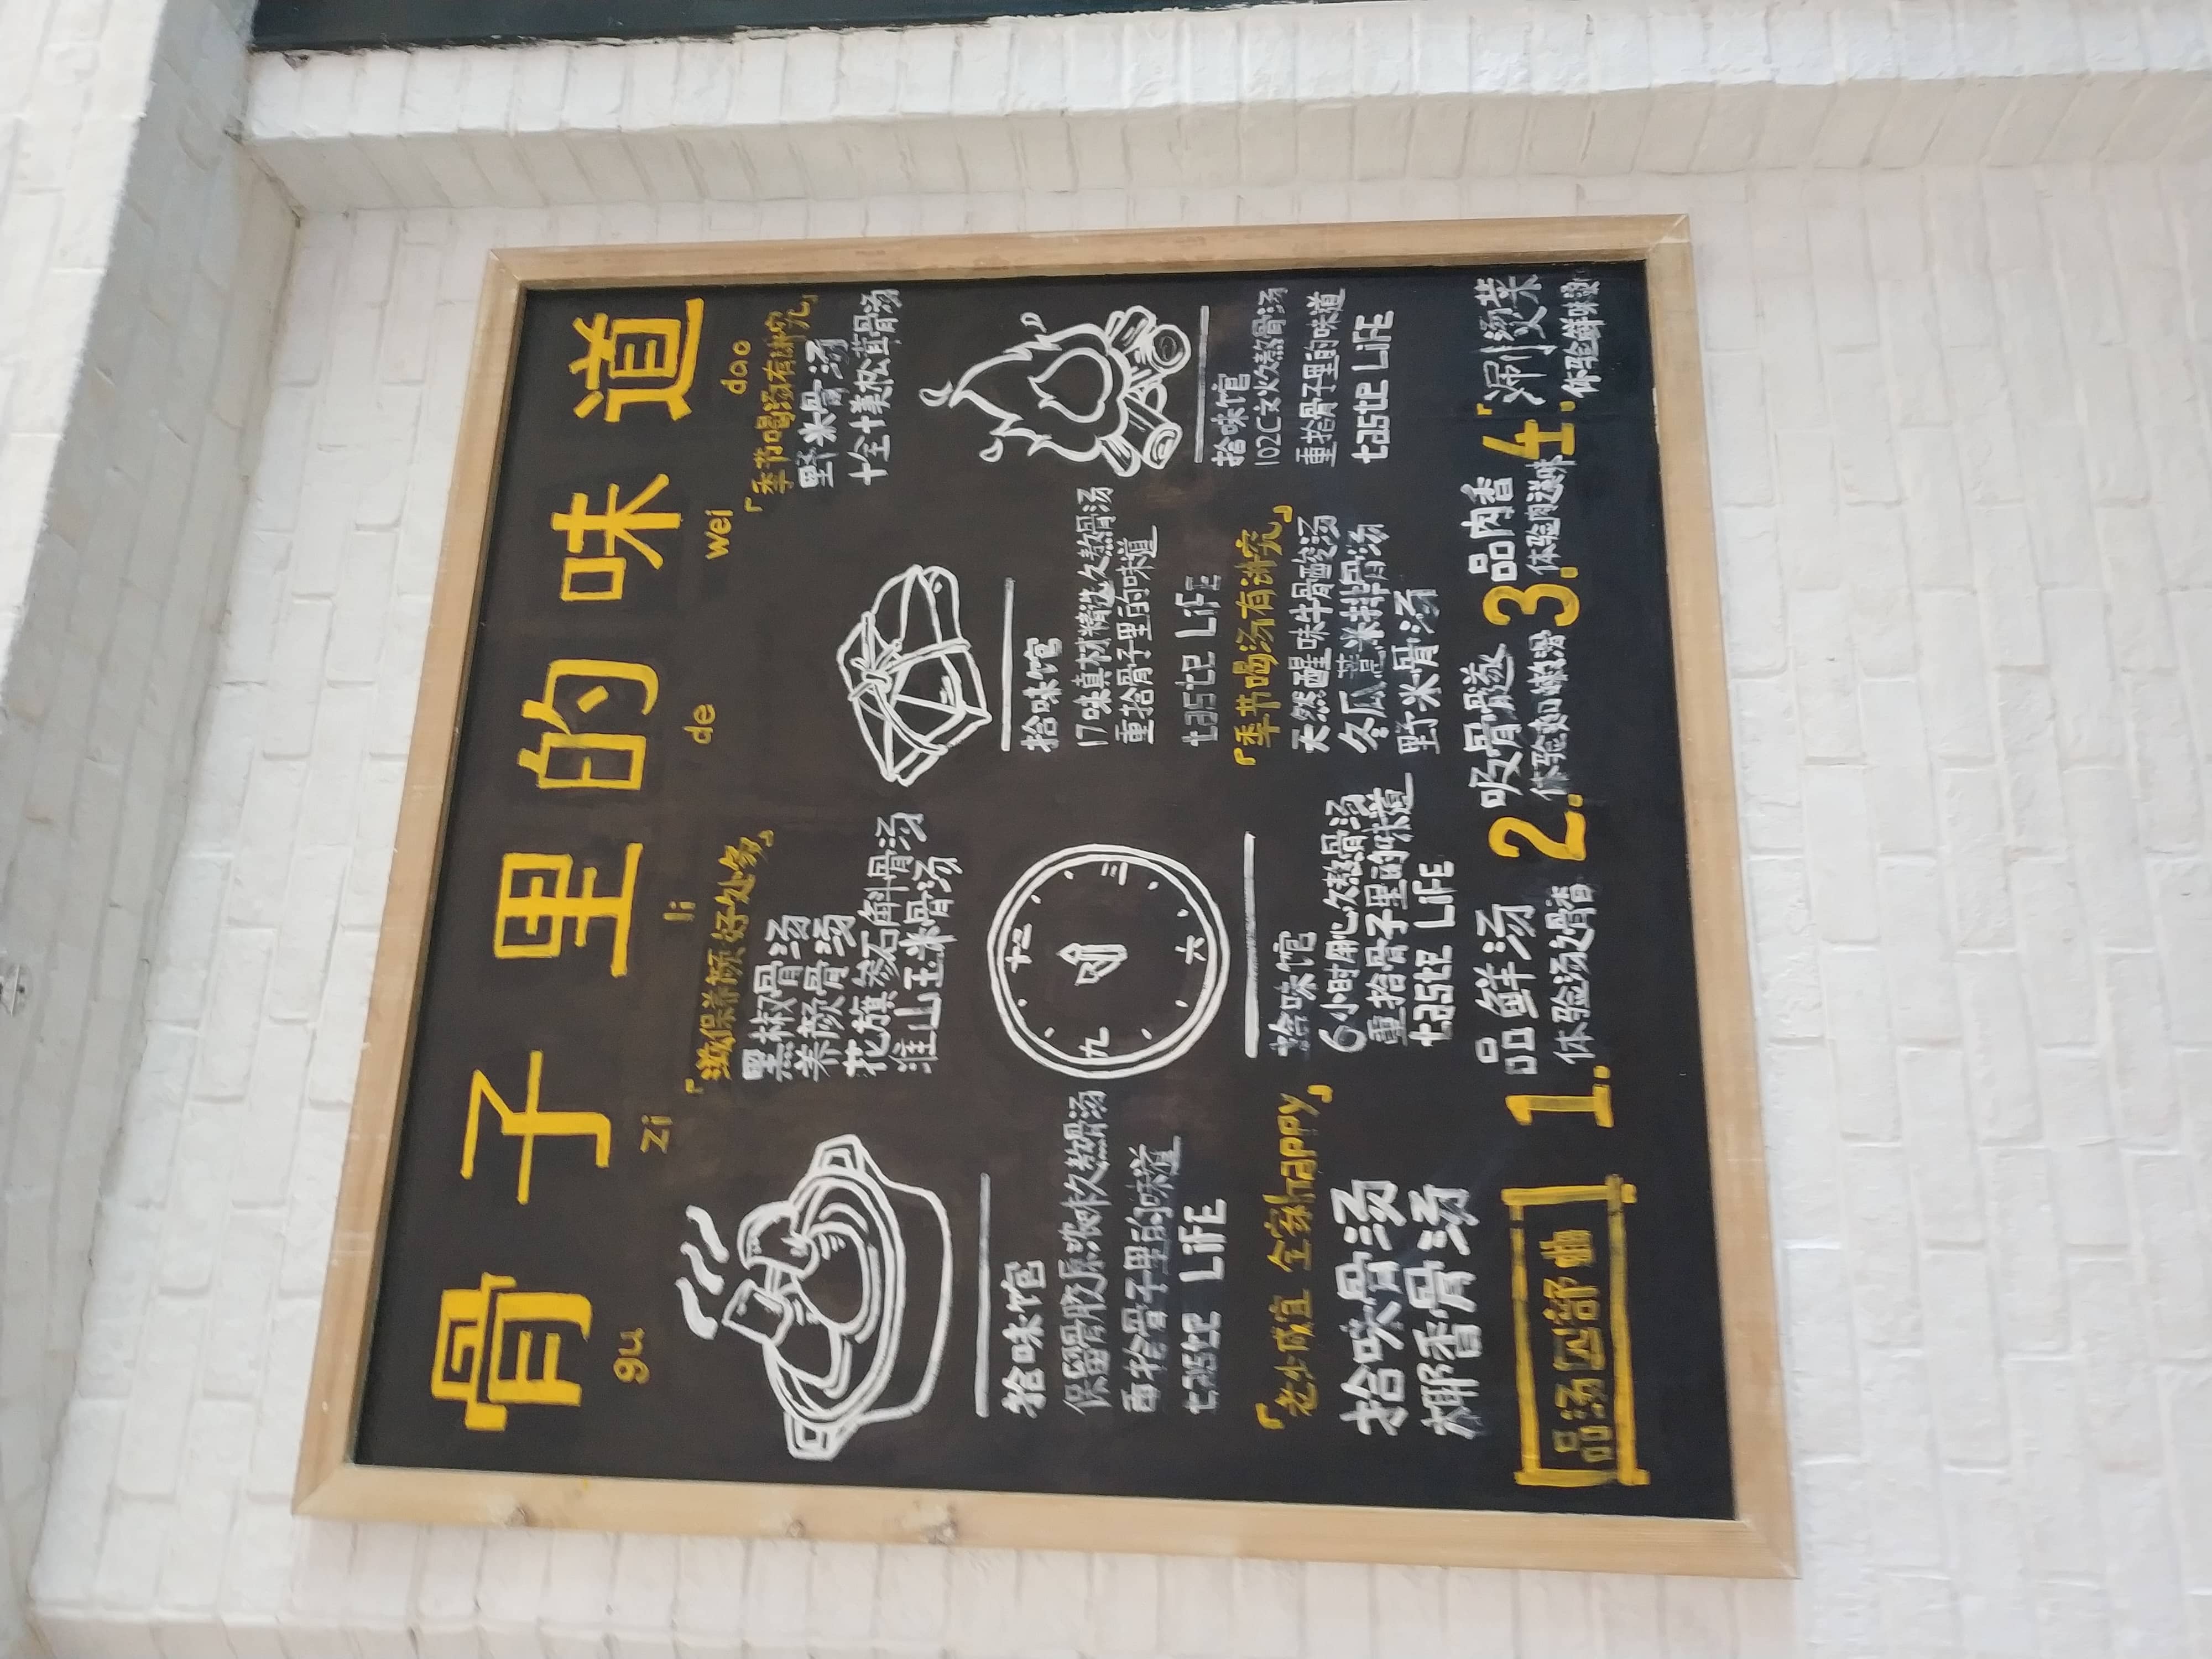 骨子里的味道
gu zi li de wei dao
「滋保养颜 好处多」
黑椒骨汤
养颜骨汤
花旗参石斛骨汤
淮山玉米骨汤
「季节喝汤有讲究」
野米骨汤
十全十美松茸骨汤
拾味馆
保留骨胶原浓味久熬骨汤
重拾骨子里的味道
taste LiFE
「老少咸宜 全家happy」
拾味骨汤
椰香骨汤
十二
三
六
九
拾味馆
6小时用心久熬骨汤
重拾骨子里的味道
taste LiFE
拾味馆
17味真材精选久熬骨汤
重拾骨子里的味道
taste LiFE
「季节喝汤有讲究」
天然醒味牛骨酸汤
冬瓜薏米排骨汤
野米骨汤
拾味馆
102C文火久熬骨汤
重拾骨子里的味道
taste LiFE
品汤四部曲
1.品鲜汤
体验汤之骨香
2.吸骨髓
体验嫩滑
3.品肉香
体验肉之美味
4.「涮烫菜
体验鲜味